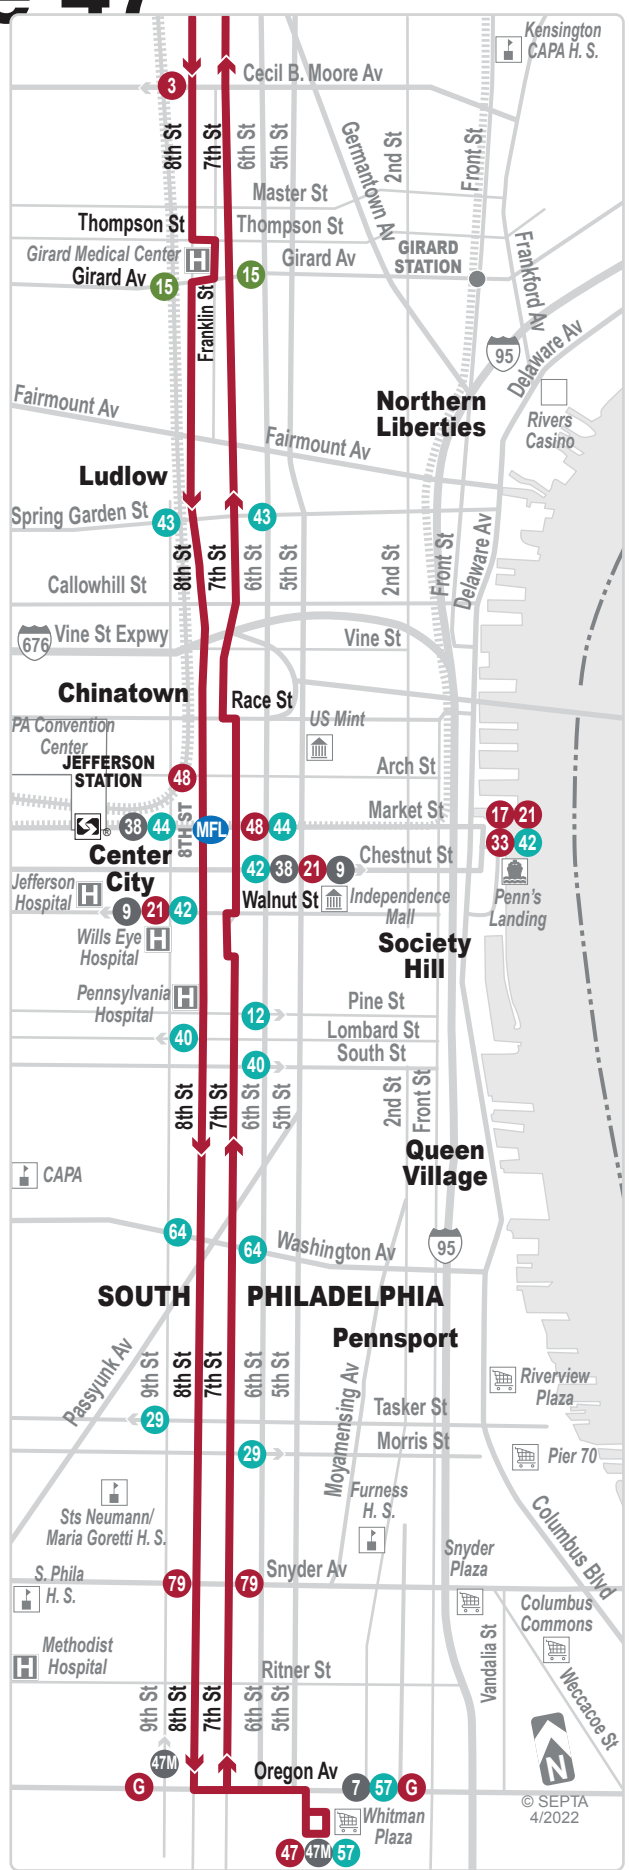 e 47
Kensington
CAPA H. S.
Cecil B. Moore Av
3
8th St
7th St
6th St
5th St
Germantown Av
2nd St
Front St
Master St
Thompson St
Thompson St
Girard Medical Center
H
Girard Av
GIRARD
STATION
Girard Av
15
15
Franklin St
Frankford Av
95
Delaware Av
Northern
Liberties
Rivers
Casino
Fairmount Av
Fairmount Av
Ludlow
Spring Garden St
43
43
8th St
7th St
6th St
5th St
2nd St
Front St
Delaware Av
Callowhill St
676
Vine St Expwy
Vine St
Chinatown
Race St
PA Convention
Center
US Mint
JEFFERSON
STATION
48
Arch St
Market St
17
21
®
38
44
8TH ST
MFL
48
44
33
42
Center
City
42
38
21
9
Chestnut St
Jefferson
Hospital
H
Walnut St
Independence
Mall
Penn's
Landing
9
21
42
Wills Eye
Hospital
H
Society
Hill
Pennsylvania
Hospital
H
Pine St
12
Lombard St
40
South St
40
8th St
7th St
6th St
5th St
2nd St
Front St
Queen
Village
CAPA
64
64
Washington Av
95
SOUTH
PHILADELPHIA
Pennsport
Passyunk Av
9th St
8th St
7th St
6th St
5th St
Moyamensing Av
Riverview
Plaza
Tasker St
29
Morris St
29
Pier 70
Furness
H. S.
Sts Neumann/
Maria Goretti H. S.
Columbus Blvd
Snyder
Plaza
S. Phila
H. S.
79
79
Snyder Av
Columbus
Commons
Methodist
Hospital
H
Ritner St
Vandalia St
Weccacoe St
9th St
8th St
7th St
6th St
5th St
N
47M
Oregon Av
G
7
57
G
© SEPTA
4/2022
Whitman
Plaza
47
47M
57